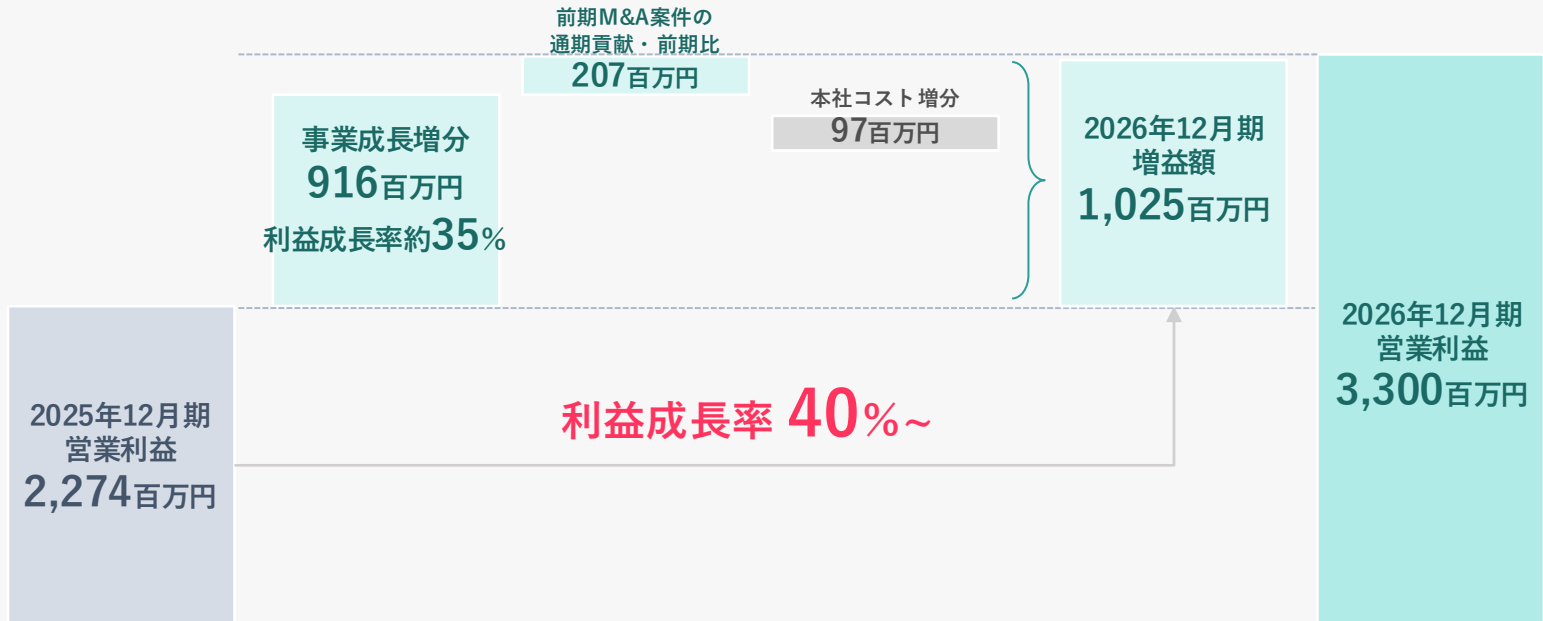 前期M&A案件の
通期貢献・前期比
207百万円
本社コスト増分
97百万円
事業成長増分
916百万円
利益成長率約35%
2026年12月期
増益額
1,025百万円
2026年12月期
営業利益
3,300百万円
利益成長率 40%~
2025年12月期
営業利益
2,274百万円